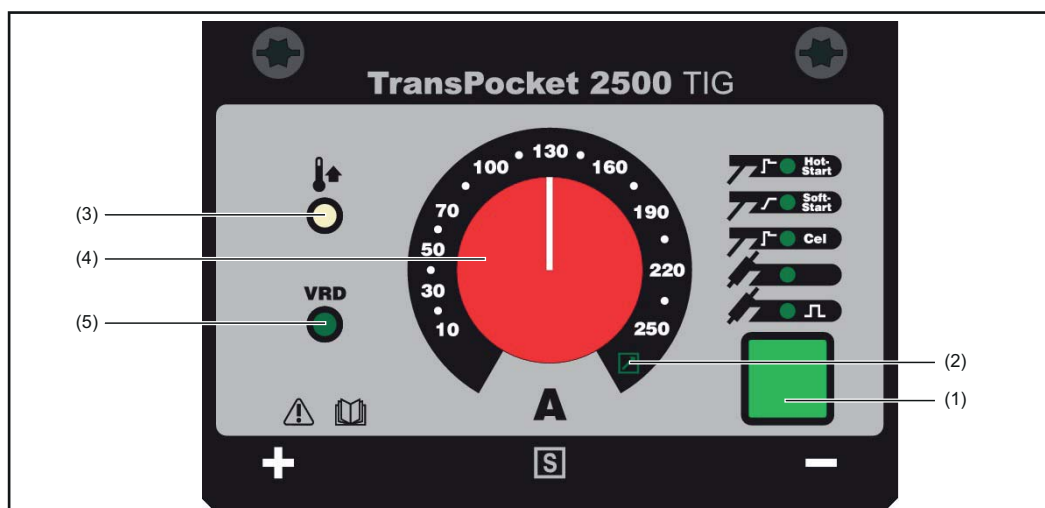 TransPocket 2500 TIG
130
100
160
70
190
50
220
30
250
10
A
Hot-
Start
Soft-
Start
Cel
VRD
(3)
(4)
(5)
(2)
(1)
+
S
−